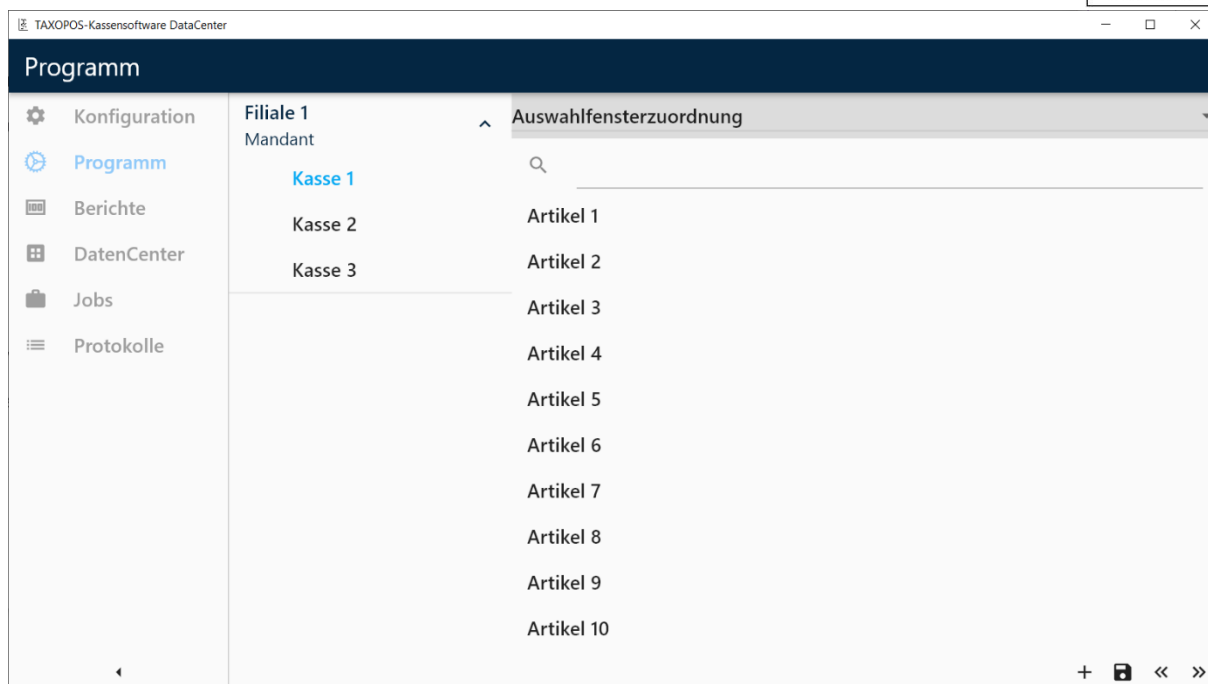 TAXOPOS-Kassensoftware DataCenter
Programm
Konfiguration
Programm
Berichte
DatenCenter
Jobs
Protokolle
Filiale 1
Mandant
Kasse 1
Kasse 2
Kasse 3
Auswahlfensterzuordnung
Artikel 1
Artikel 2
Artikel 3
Artikel 4
Artikel 5
Artikel 6
Artikel 7
Artikel 8
Artikel 9
Artikel 10